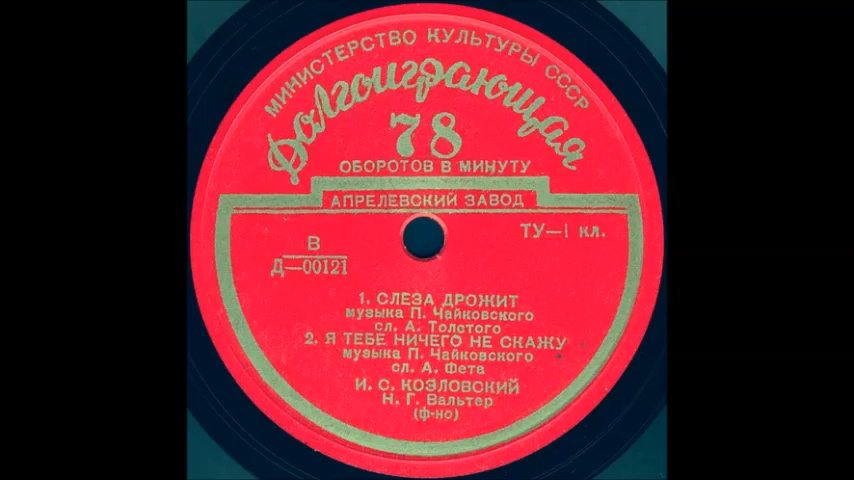 МИНИСТЕРСТВО КУЛЬТУРЫ СССР
Долгоиграющая
78
ОБОРОТОВ В МИНУТУ
АПРЕЛЕВСКИЙ ЗАВОД
ТУ—1 кл.
В
Д—00121
1. СЛЕЗА ДРОЖИТ
музыка П. Чайковского
сл. А. Толстого
2. Я ТЕБЕ НИЧЕГО НЕ СКАЖУ
музыка П. Чайковского
сл. А. Фета
И. С. КОЗЛОВСКИЙ
Н. Г. Вальтер
(ф-но)